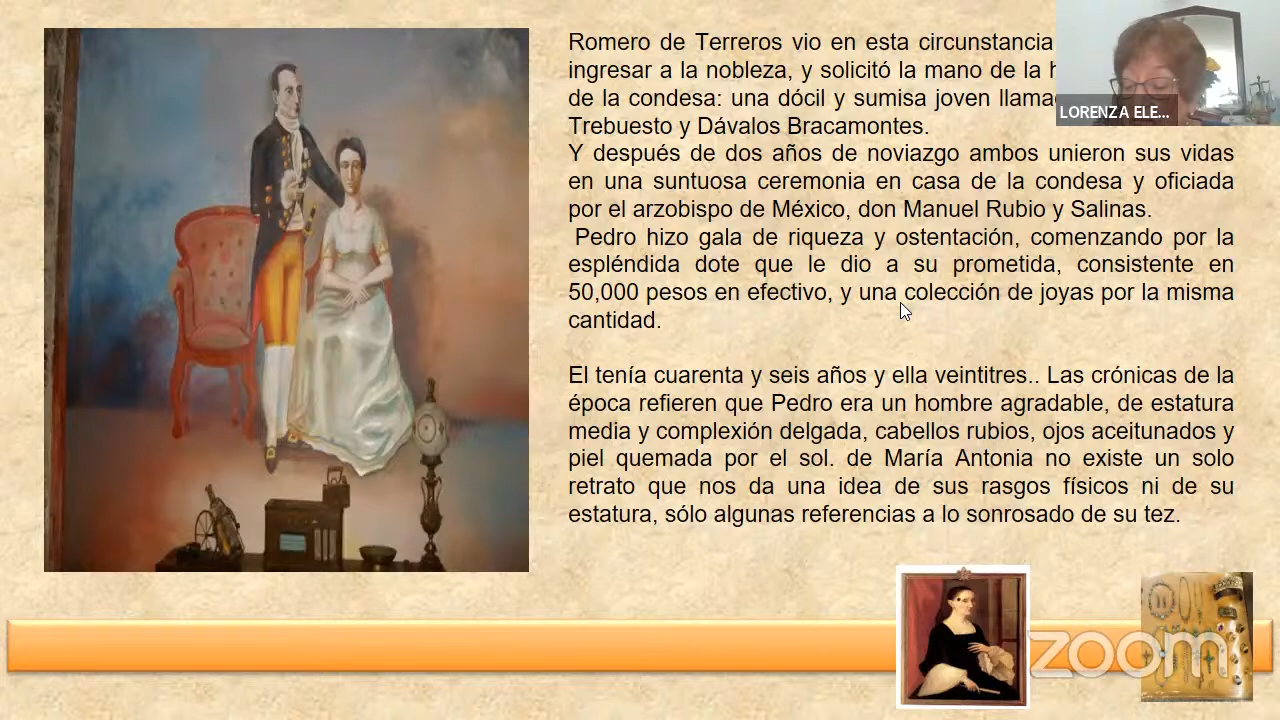 Romero de Terreros vio en esta circunstancia
ingresar a la nobleza, y solicitó la mano de la
de la condesa: una dócil y sumisa joven
Trebuesto y Dávalos Bracamontes.
Y después de dos años de noviazgo ambos unieron sus vidas
en una suntuosa ceremonia en casa de la condesa y oficiada
por el arzobispo de México, don Manuel Rubio y Salinas.
Pedro hizo gala de riqueza y ostentación, comenzando por la
espléndida dote que le dio a su prometida, consistente en
50,000 pesos en efectivo, y una colección de joyas por la misma
cantidad.
El tenía cuarenta y seis años y ella veintitres.. Las crónicas de la
época refieren que Pedro era un hombre agradable, de estatura
media y complexión delgada, cabellos rubios, ojos aceitunados y
piel quemada por el sol. de María Antonia no existe un solo
retrato que nos da una idea de sus rasgos físicos ni de su
estatura, sólo algunas referencias a lo sonrosado de su tez.
LORENZA ELE...
zoom